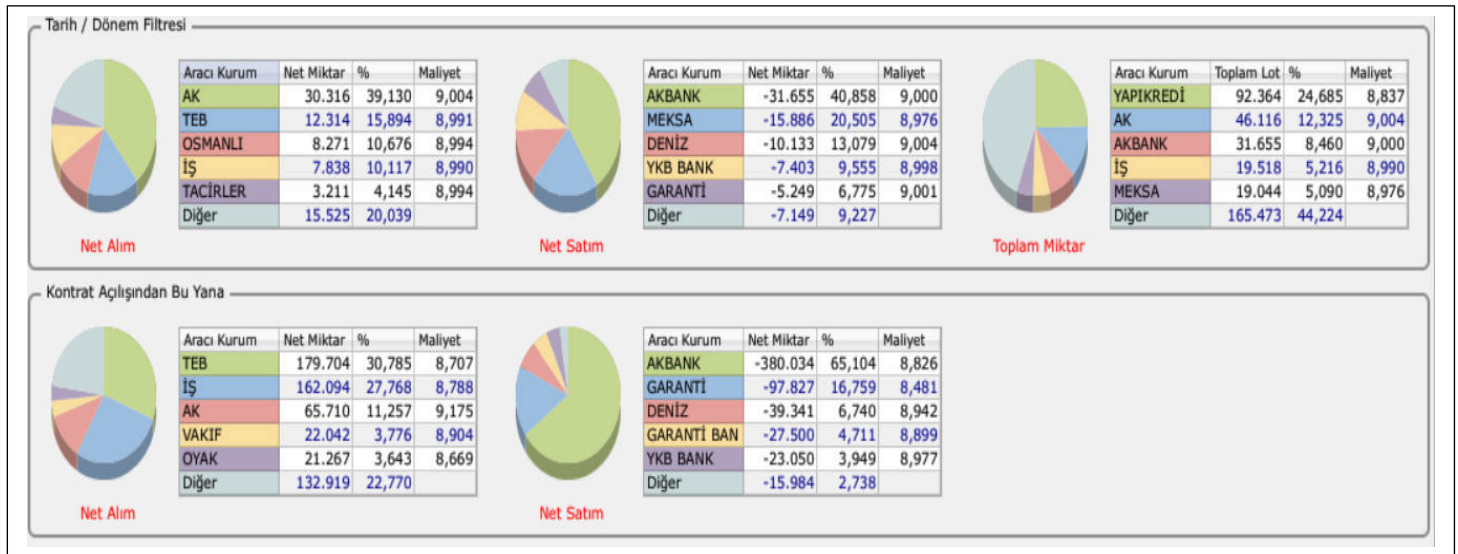 Tarih / Dönem Filtresi
Aracı Kurum Net Miktar % Maliyet
AK 30.316 39,130 9,004
TEB 12.314 15,894 8,991
OSMANLI 8.271 10,676 8,994
İŞ 7.838 10,117 8,990
TACİRLER 3.211 4,145 8,994
Diğer 15.525 20,039
Net Alım
Aracı Kurum Net Miktar % Maliyet
AKBANK -31.655 40,858 9,000
MEKSA -15.886 20,505 8,976
DENİZ -10.133 13,079 9,004
YKB BANK -7.403 9,555 8,998
GARANTİ -5.249 6,775 9,001
Diğer -7.149 9,227
Net Satım
Aracı Kurum Toplam Lot % Maliyet
YAPIKREDİ 92.364 24,685 8,837
AK 46.116 12,325 9,004
AKBANK 31.655 8,460 9,000
İŞ 19.518 5,216 8,990
MEKSA 19.044 5,090 8,976
Diğer 165.473 44,224
Toplam Miktar
Kontrat Açılışından Bu Yana
Aracı Kurum Net Miktar % Maliyet
TEB 179.704 30,785 8,707
İŞ 162.094 27,768 8,788
AK 65.710 11,257 9,175
VAKIF 22.042 3,776 8,904
OYAK 21.267 3,643 8,669
Diğer 132.919 22,770
Net Alım
Aracı Kurum Net Miktar % Maliyet
AKBANK -380.034 65,104 8,826
GARANTİ -97.827 16,759 8,481
DENİZ -39.341 6,740 8,942
GARANTİ BAN -27.500 4,711 8,899
YKB BANK -23.050 3,949 8,977
Diğer -15.984 2,738
Net Satım